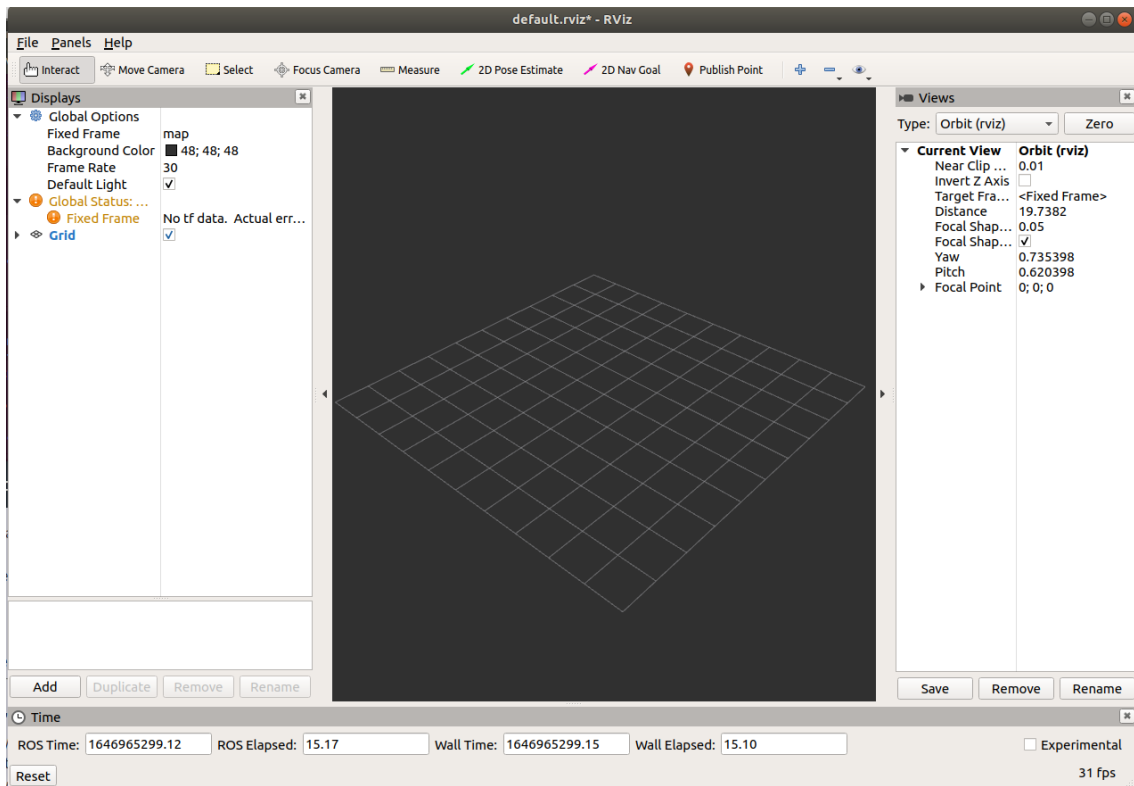 default.rviz* - RViz
File Panels Help
Interact Move Camera Select Focus Camera Measure 2D Pose Estimate 2D Nav Goal Publish Point
Displays
Global Options
Fixed Frame map
Background Color 48; 48; 48
Frame Rate 30
Default Light
Global Status: ...
Fixed Frame No tf data. Actual err...
Grid
Add Duplicate Remove Rename
Views
Type: Orbit (rviz) Zero
Current View Orbit (rviz)
Near Clip ... 0.01
Invert Z Axis
Target Fra... <Fixed Frame>
Distance 19.7382
Focal Shap... 0.05
Focal Shap...
Yaw 0.735398
Pitch 0.620398
Focal Point 0; 0; 0
Save Remove Rename
Time
ROS Time: 1646965299.12 ROS Elapsed: 15.17 Wall Time: 1646965299.15 Wall Elapsed: 15.10 Experimental
Reset 31 fps